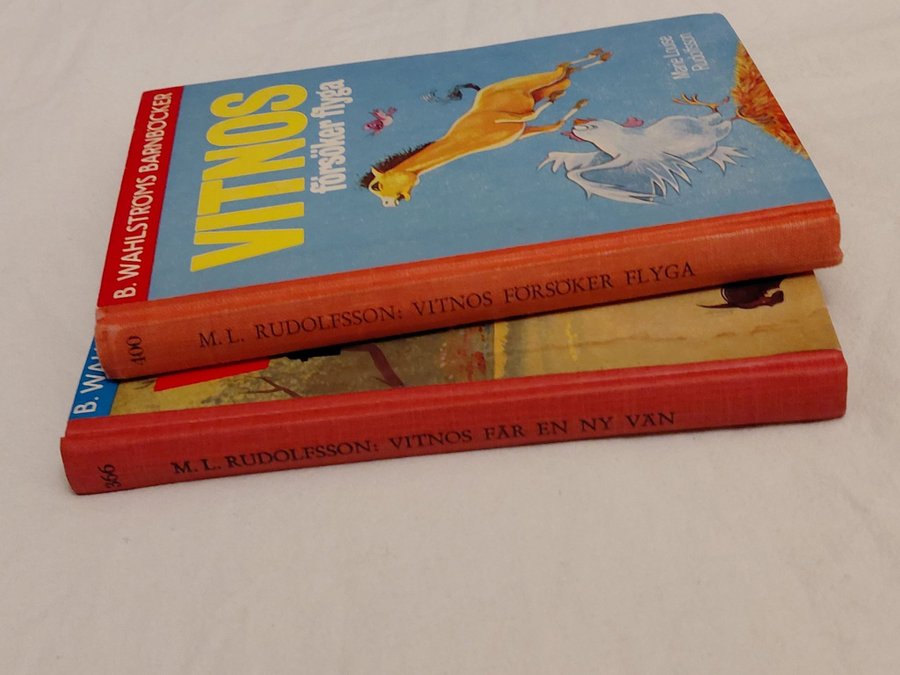 B. WAHLSTRÖMS BARNBÖCKER
VITNOS
försöker flyga
Marie Louise
Rudolfsson
400
M. L. RUDOLFSSON: VITNOS FÖRSÖKER FLYGA
B. WAH
366
M. L. RUDOLFSSON: VITNOS FÅR EN NY VÄN